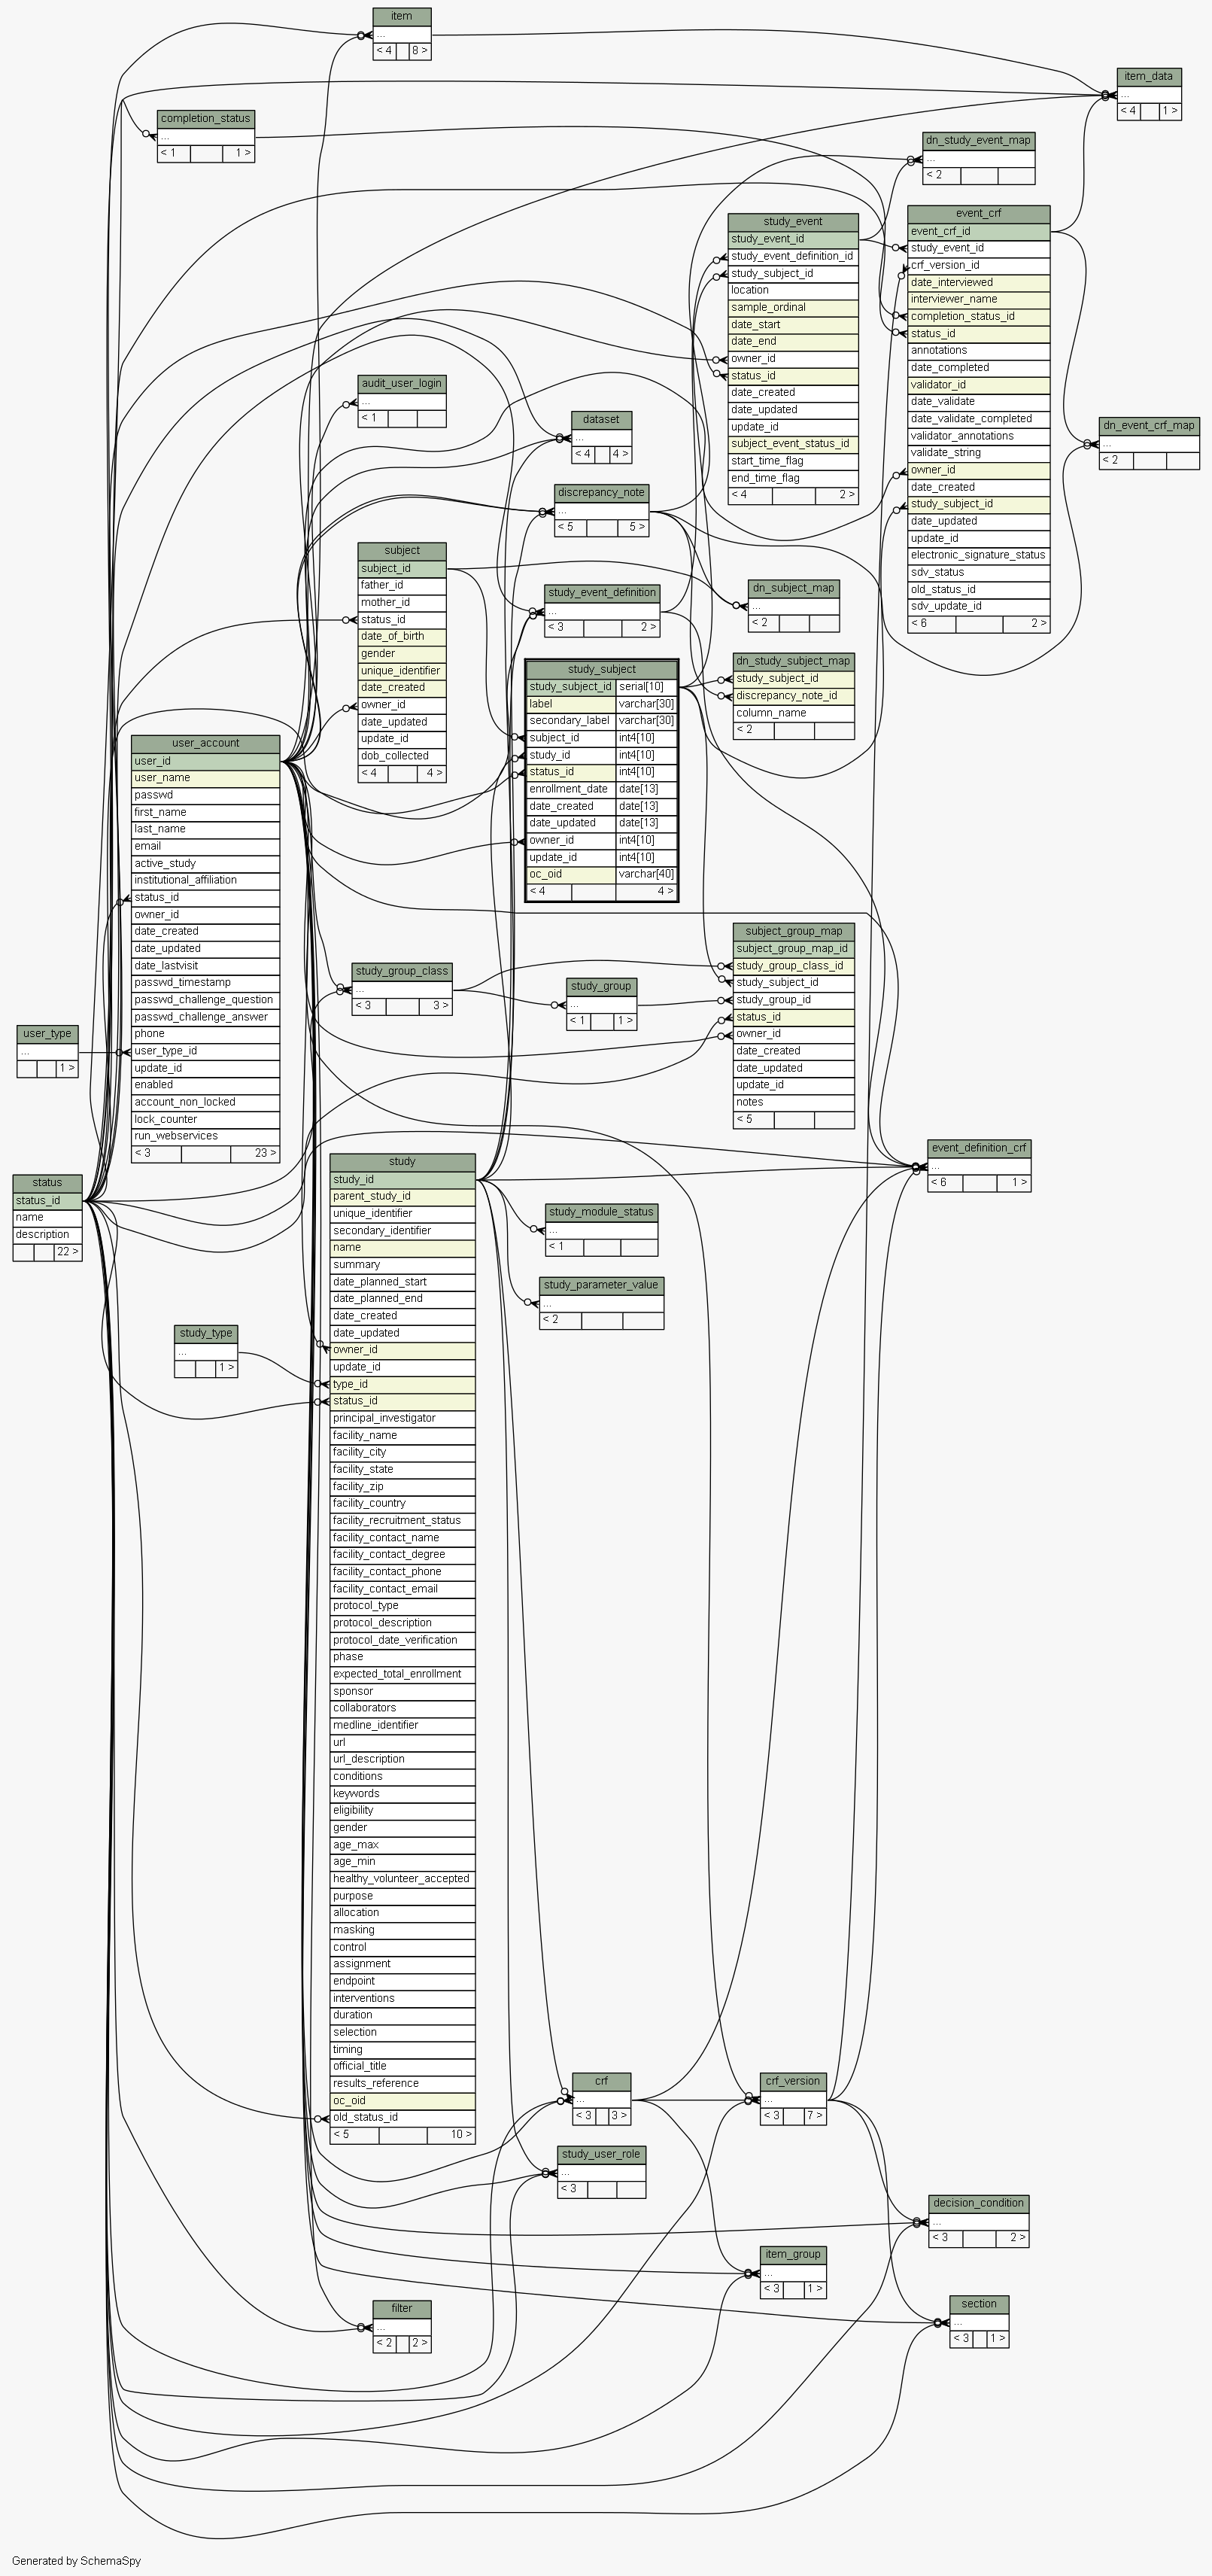 item
...
< 4 8 >
item_data
...
< 4 1 >
completion_status
...
< 1 1 >
dn_study_event_map
...
< 2
study_event
study_event_id
study_event_definition_id
study_subject_id
location
sample_ordinal
date_start
date_end
owner_id
status_id
date_created
date_updated
update_id
subject_event_status_id
start_time_flag
end_time_flag
< 4 2 >
event_crf
event_crf_id
study_event_id
crf_version_id
date_interviewed
interviewer_name
completion_status_id
status_id
annotations
date_completed
validator_id
date_validate
date_validate_completed
validator_annotations
validate_string
owner_id
date_created
study_subject_id
date_updated
update_id
electronic_signature_status
sdv_status
old_status_id
sdv_update_id
< 6 2 >
audit_user_login
...
< 1
dataset
...
< 4 4 >
dn_event_crf_map
...
< 2
discrepancy_note
...
< 5 5 >
subject
subject_id
father_id
mother_id
status_id
date_of_birth
gender
unique_identifier
date_created
owner_id
date_updated
update_id
dob_collected
< 4 4 >
study_event_definition
...
< 3 2 >
dn_subject_map
...
< 2
study_subject
study_subject_id serial[10]
label varchar[30]
secondary_label varchar[30]
subject_id int4[10]
study_id int4[10]
status_id int4[10]
enrollment_date date[13]
date_created date[13]
date_updated date[13]
owner_id int4[10]
update_id int4[10]
oc_oid varchar[40]
< 4 4 >
dn_study_subject_map
study_subject_id
discrepancy_note_id
column_name
< 2
user_account
user_id
user_name
passwd
first_name
last_name
email
active_study
institutional_affiliation
status_id
owner_id
date_created
date_updated
date_lastvisit
passwd_timestamp
passwd_challenge_question
passwd_challenge_answer
phone
user_type_id
update_id
enabled
account_non_locked
lock_counter
run_webservices
< 3 23 >
subject_group_map
subject_group_map_id
study_group_class_id
study_subject_id
study_group_id
status_id
owner_id
date_created
date_updated
update_id
notes
< 5
study_group_class
...
< 3 3 >
study_group
...
< 1 1 >
user_type
...
1 >
event_definition_crf
...
< 6 1 >
status
status_id
name
description
22 >
study
study_id
parent_study_id
unique_identifier
secondary_identifier
name
summary
date_planned_start
date_planned_end
date_created
date_updated
owner_id
update_id
type_id
status_id
principal_investigator
facility_name
facility_city
facility_state
facility_zip
facility_country
facility_recruitment_status
facility_contact_name
facility_contact_degree
facility_contact_phone
facility_contact_email
protocol_type
protocol_description
protocol_date_verification
phase
expected_total_enrollment
sponsor
collaborators
medline_identifier
url
url_description
conditions
keywords
eligibility
gender
age_max
age_min
healthy_volunteer_accepted
purpose
allocation
masking
control
assignment
endpoint
interventions
duration
selection
timing
official_title
results_reference
oc_oid
old_status_id
< 5 10 >
study_module_status
...
< 1
study_parameter_value
...
< 2
study_type
...
1 >
crf
...
< 3 3 >
crf_version
...
< 3 7 >
study_user_role
...
< 3
decision_condition
...
< 3 2 >
item_group
...
< 3 1 >
section
...
< 3 1 >
filter
...
< 2 2 >
Generated by SchemaSpy